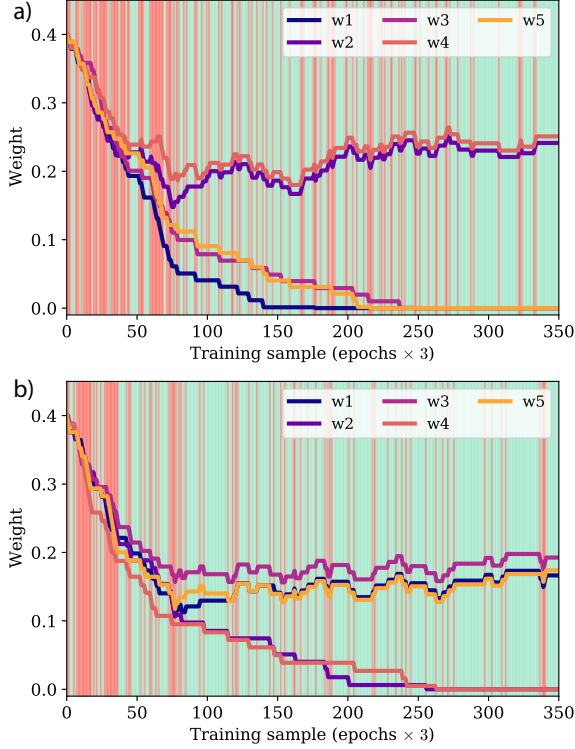 a)
w1 w3 w5
w2 w4
0.4
0.3
0.2
0.1
0.0
Weight
0 50 100 150 200 250 300 350
Training sample (epochs × 3)
b)
w1 w3 w5
w2 w4
0.4
0.3
0.2
0.1
0.0
Weight
0 50 100 150 200 250 300 350
Training sample (epochs × 3)